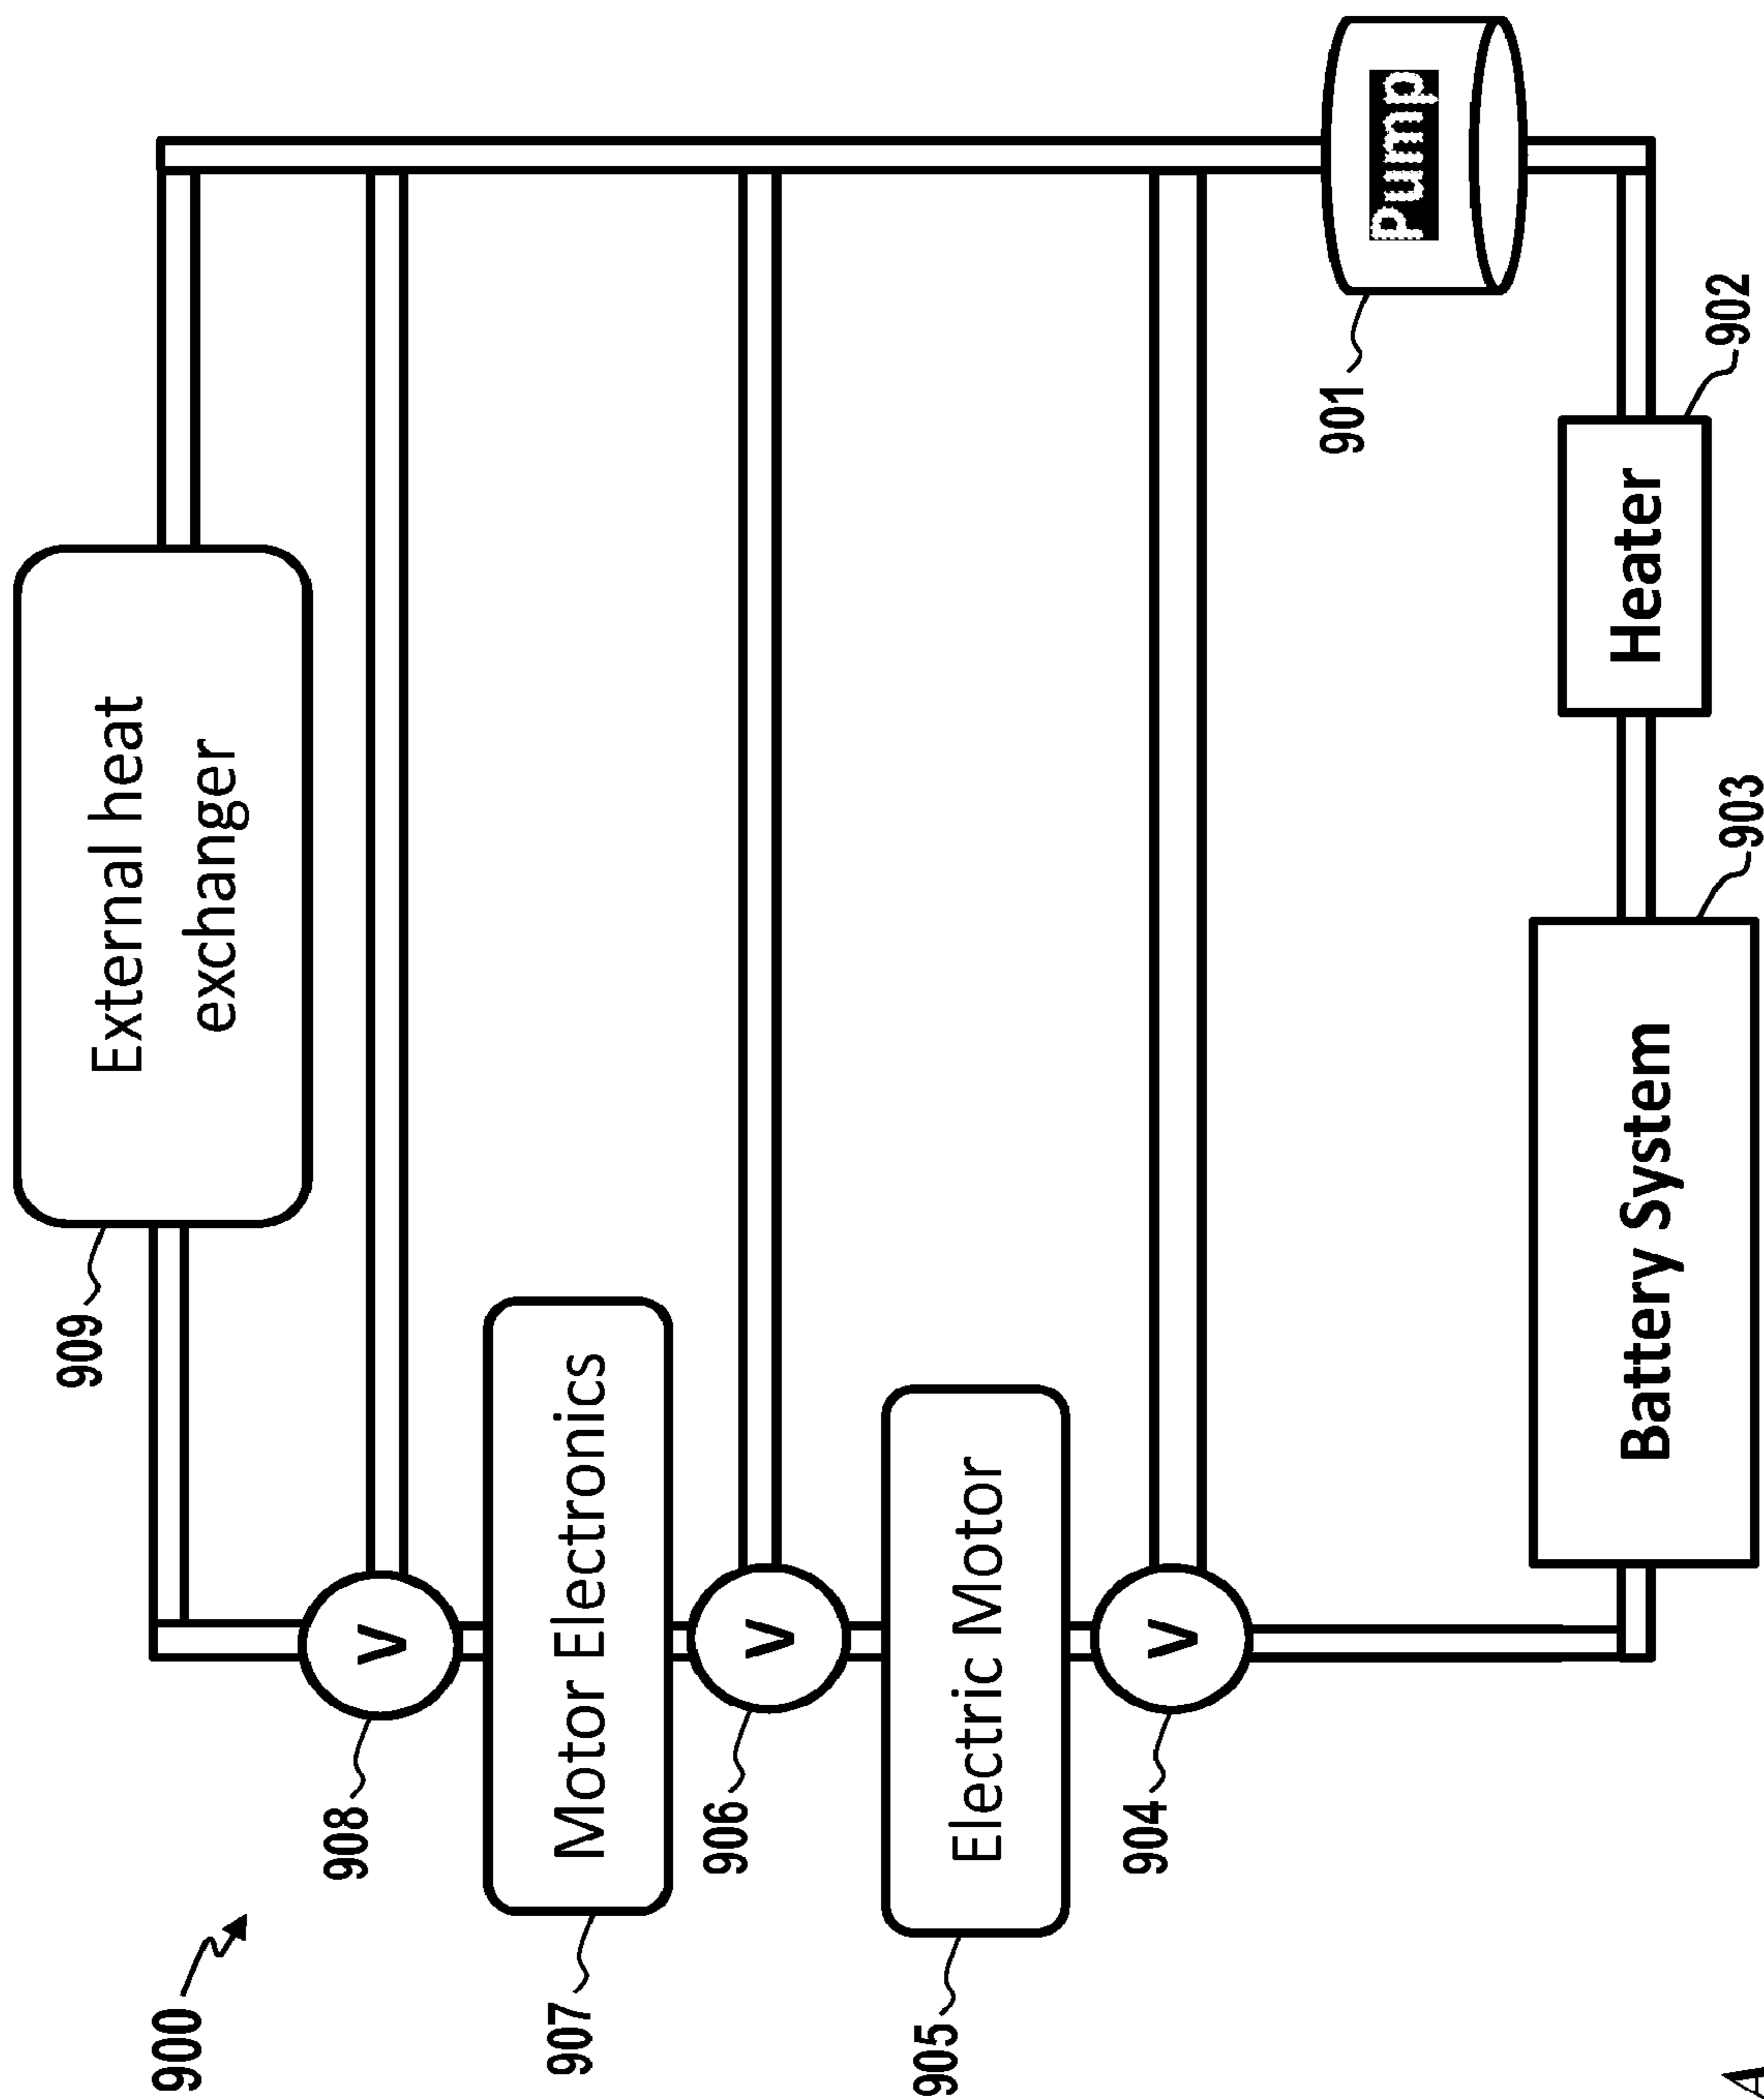 900
909
External heat
exchanger
908
V
907
Motor Electronics
906
V
905
Electric Motor
904
V
901
Pump
Battery System
Heater
903
902